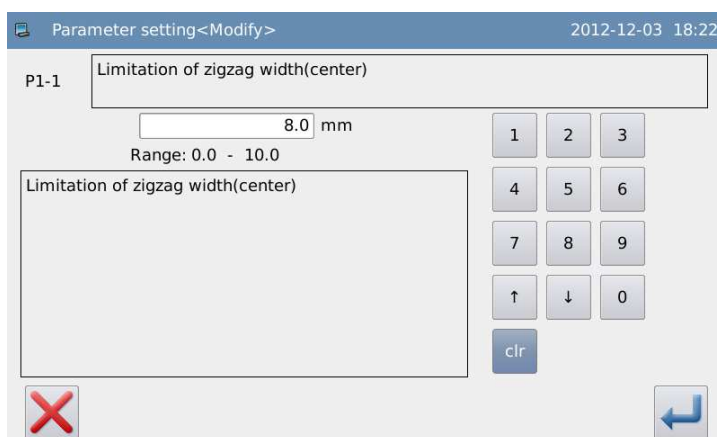 Parameter setting<Modify> 2012-12-03 18:22
P1-1 Limitation of zigzag width(center)
8.0 mm
Range: 0.0 - 10.0
Limitation of zigzag width(center)
1 2 3
4 5 6
7 8 9
↑ ↓ 0
clr